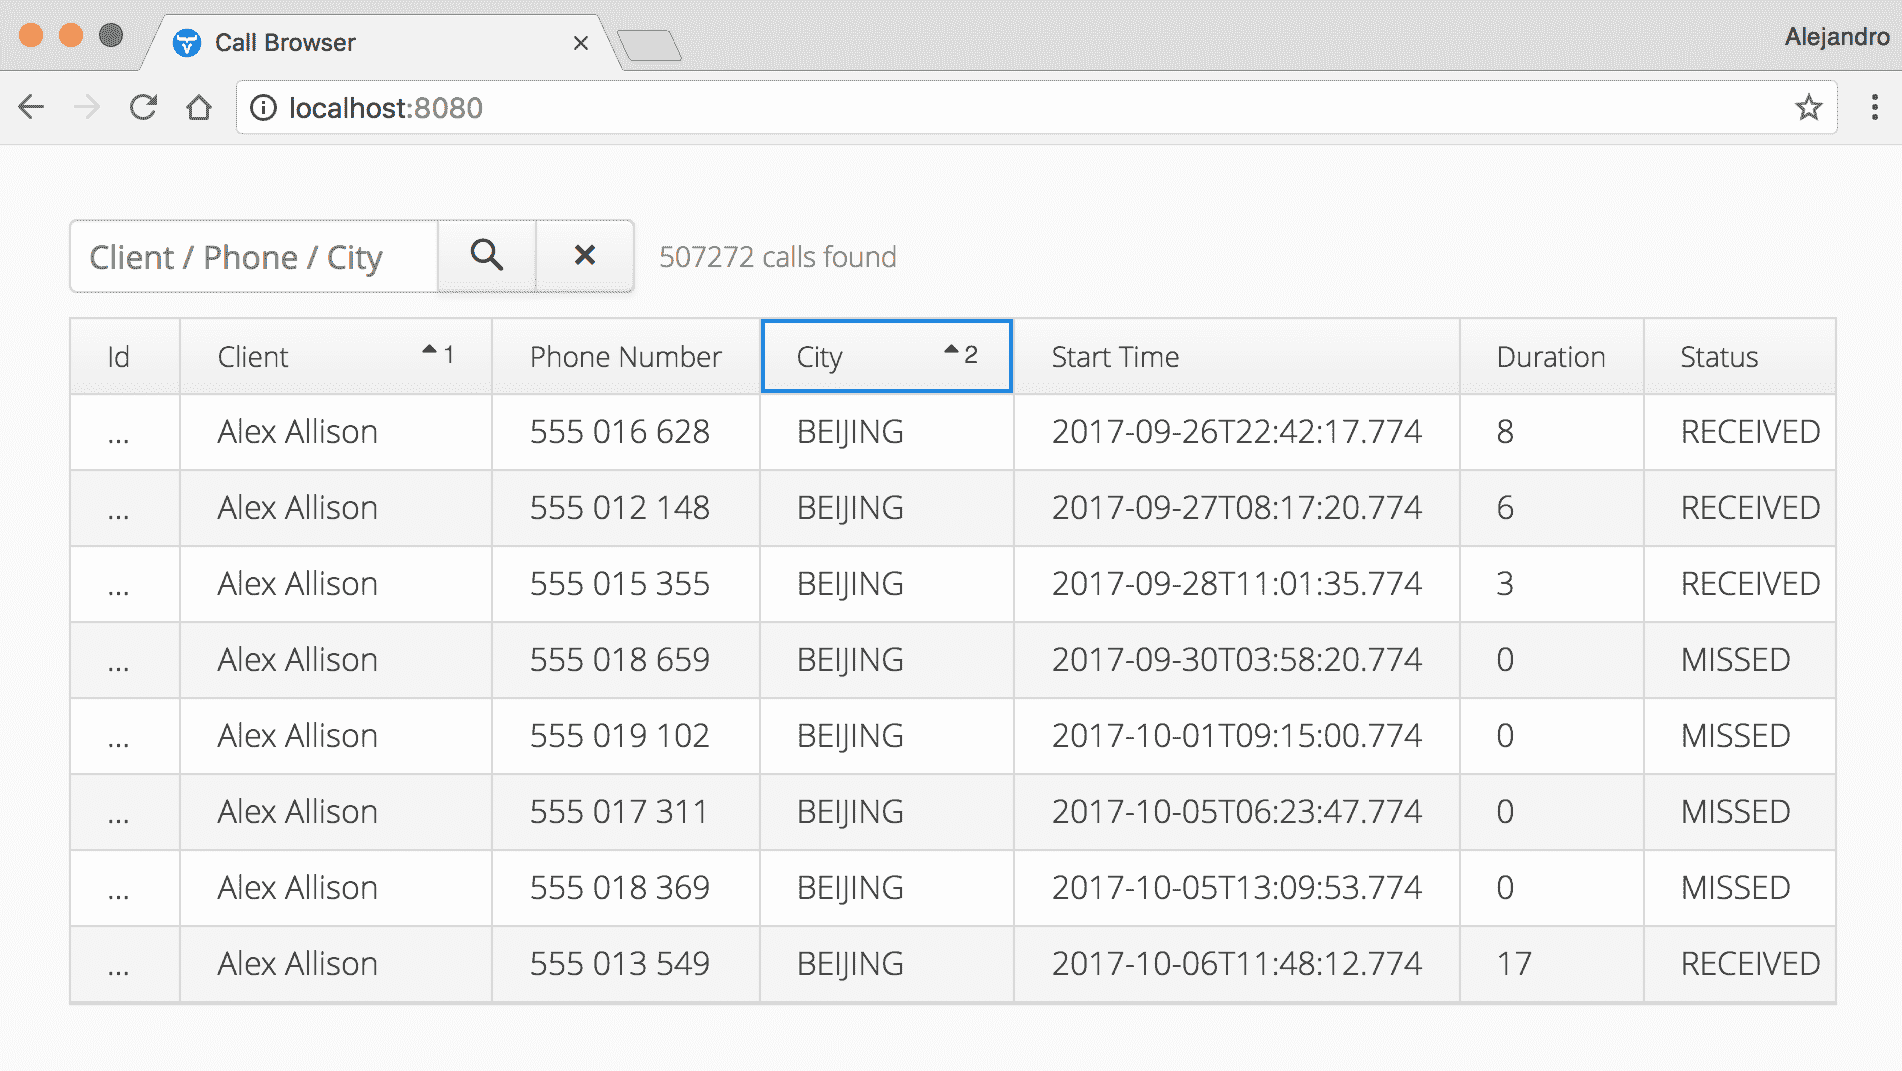 Call Browser
Alejandro
localhost:8080
Client / Phone / City 507272 calls found
Id Client 1 Phone Number City 2 Start Time Duration Status
... Alex Allison 555 016 628 BEIJING 2017-09-26T22:42:17.774 8 RECEIVED
... Alex Allison 555 012 148 BEIJING 2017-09-27T08:17:20.774 6 RECEIVED
... Alex Allison 555 015 355 BEIJING 2017-09-28T11:01:35.774 3 RECEIVED
... Alex Allison 555 018 659 BEIJING 2017-09-30T03:58:20.774 0 MISSED
... Alex Allison 555 019 102 BEIJING 2017-10-01T09:15:00.774 0 MISSED
... Alex Allison 555 017 311 BEIJING 2017-10-05T06:23:47.774 0 MISSED
... Alex Allison 555 018 369 BEIJING 2017-10-05T13:09:53.774 0 MISSED
... Alex Allison 555 013 549 BEIJING 2017-10-06T11:48:12.774 17 RECEIVED